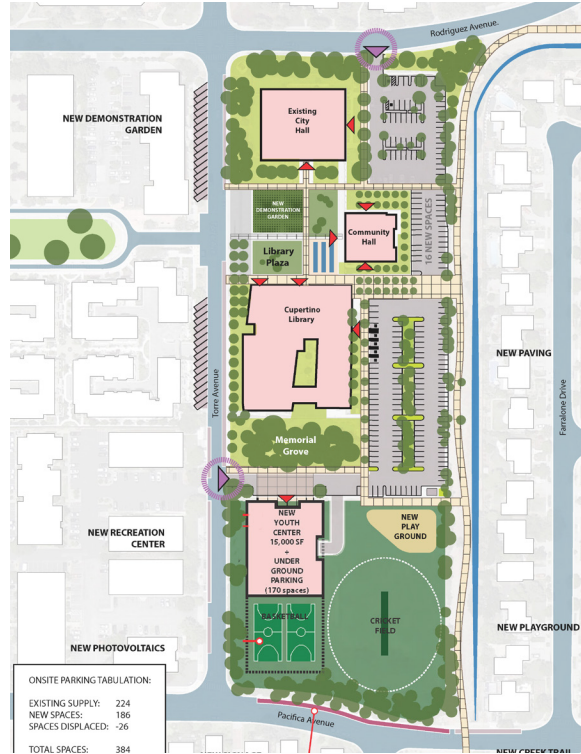 Rodriguez Avenue.
NEW DEMONSTRATION
GARDEN
Existing
City
Hall
NEW
DEMONSTRATION
GARDEN
Community
Hall
16 NEW SPACES
Library
Plaza
Cupertino
Library
NEW PAVING
Torre Avenue
Farralone Drive
Memorial
Grove
NEW
YOUTH
CENTER
15,000 SF
+
UNDER
GROUND
PARKING
(170 spaces)
NEW
PLAY
GROUND
NEW RECREATION
CENTER
BASKETBALL
CRICKET
FIELD
NEW PLAYGROUND
NEW PHOTOVOLTAICS
ONSITE PARKING TABULATION:
EXISTING SUPPLY: 224
NEW SPACES: 186
SPACES DISPLACED: -26
TOTAL SPACES: 384
Pacifica Avenue
NEW CREEK TRAIL